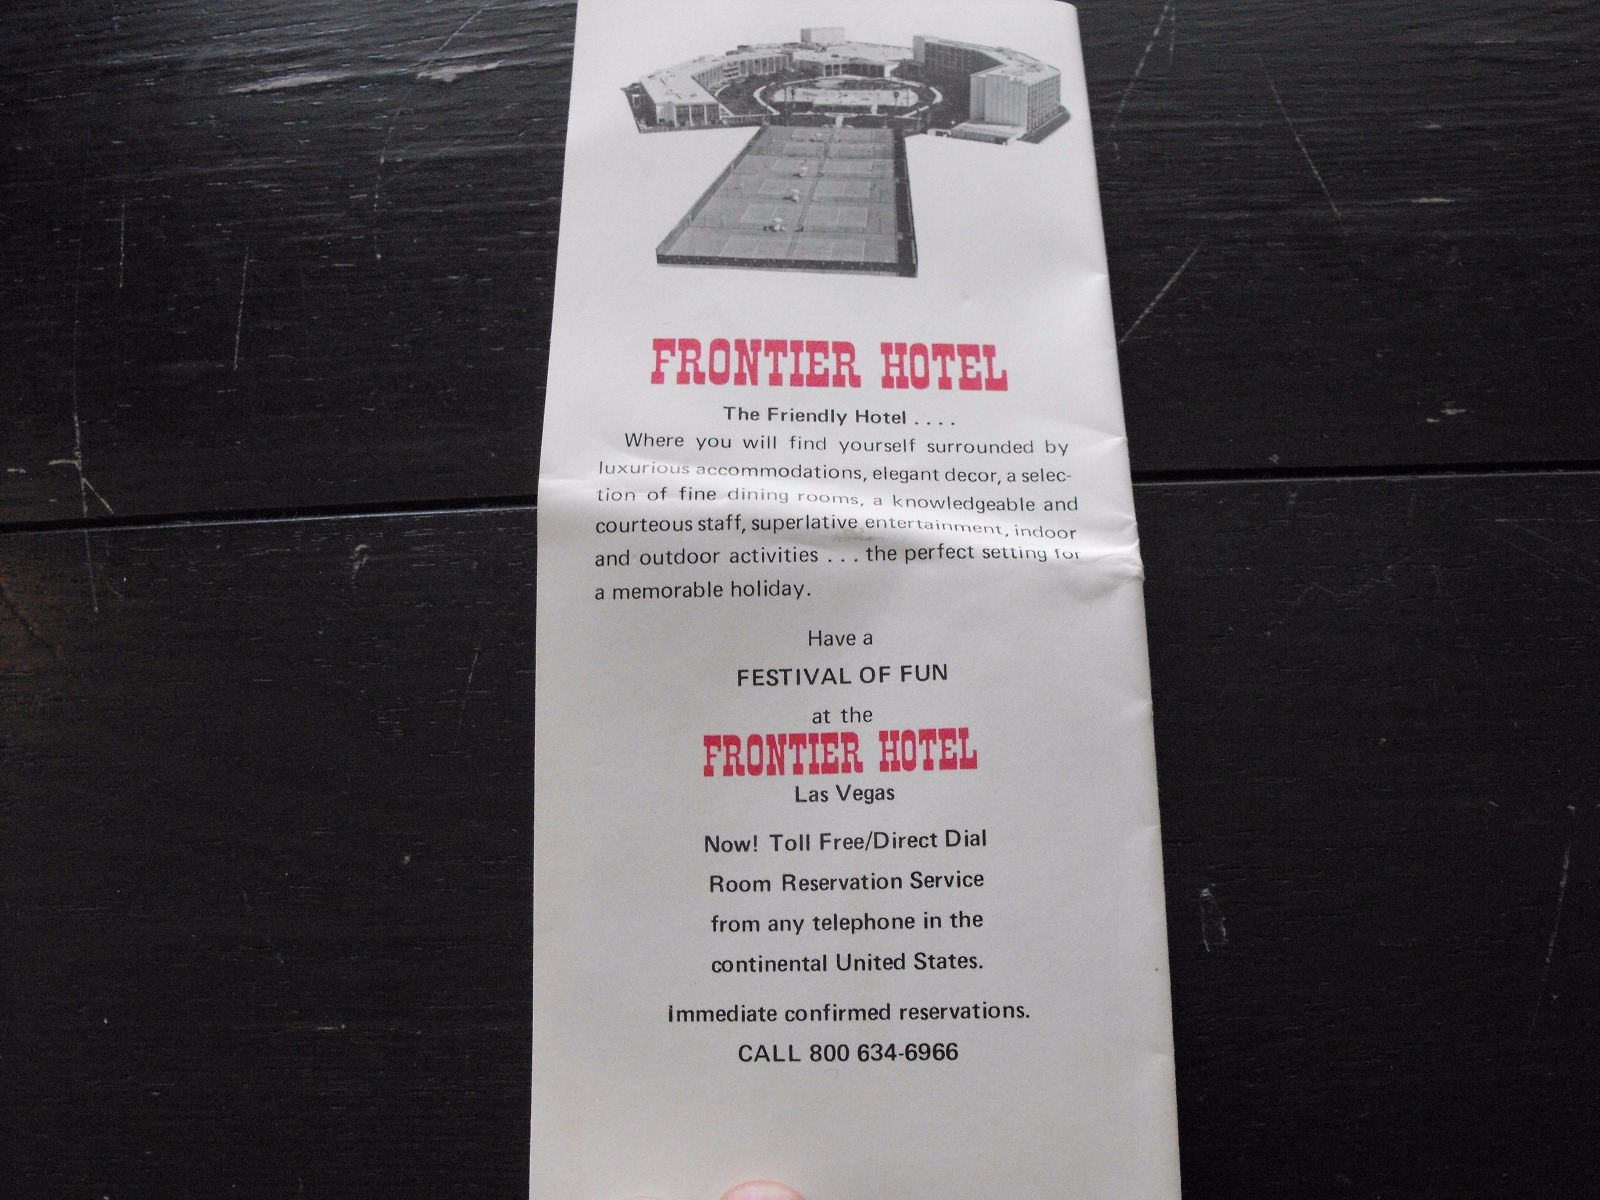 FRONTIER HOTEL
The Friendly Hotel . . . .
Where you will find yourself surrounded by
luxurious accommodations, elegant decor, a selec-
tion of fine dining rooms, a knowledgeable and
courteous staff, superlative entertainment, indoor
and outdoor activities . . . the perfect setting for
a memorable holiday.
Have a
FESTIVAL OF FUN
at the
FRONTIER HOTEL
Las Vegas
Now! Toll Free/Direct Dial
Room Reservation Service
from any telephone in the
continental United States.
Immediate confirmed reservations.
CALL 800 634-6966